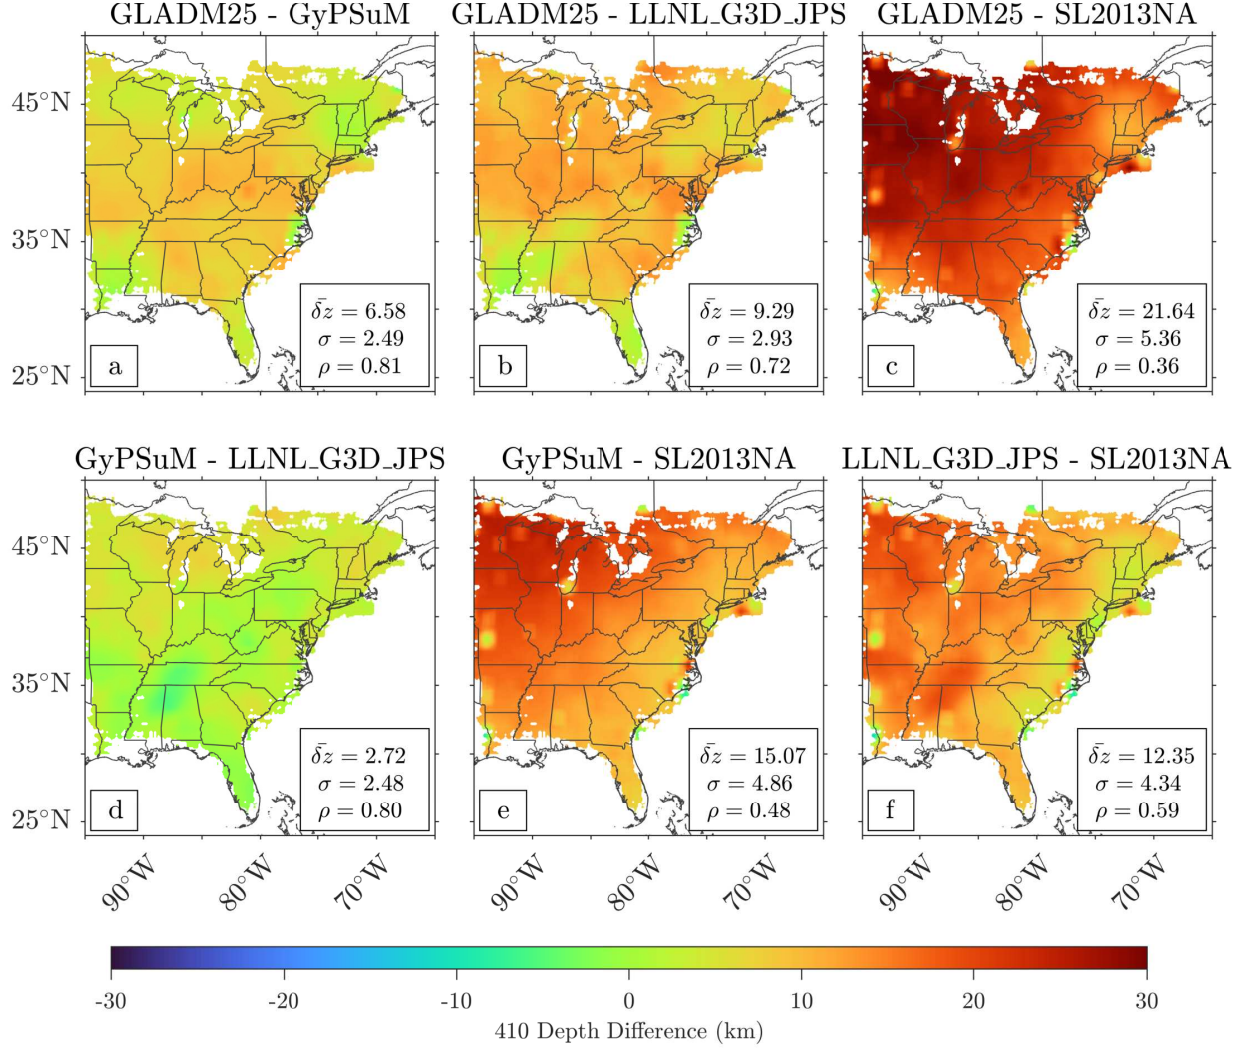 GLADM25 - GyPSuM
GLADM25 - LLNL_G3D_JPS
GLADM25 - SL2013NA
45°N
35°N
25°N
a
δ̄z = 6.58
σ = 2.49
ρ = 0.81
b
δ̄z = 9.29
σ = 2.93
ρ = 0.72
c
δ̄z = 21.64
σ = 5.36
ρ = 0.36
GyPSuM - LLNL_G3D_JPS
GyPSuM - SL2013NA
LLNL_G3D_JPS - SL2013NA
45°N
35°N
25°N
d
δ̄z = 2.72
σ = 2.48
ρ = 0.80
e
δ̄z = 15.07
σ = 4.86
ρ = 0.48
f
δ̄z = 12.35
σ = 4.34
ρ = 0.59
90°W
80°W
70°W
90°W
80°W
70°W
90°W
80°W
70°W
-30 -20 -10 0 10 20 30
410 Depth Difference (km)